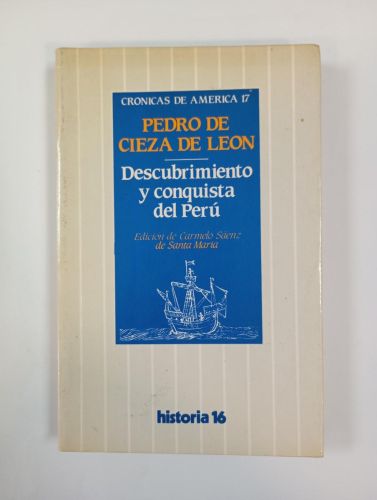 CRONICAS DE AMERICA 17
PEDRO DE
CIEZA DE LEON
Descubrimiento
y conquista
del Perú
Edición de Carmelo Sáenz
de Santa María
historia 16